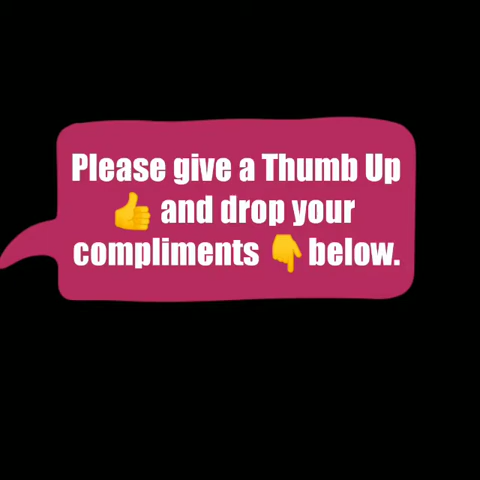 Please give a Thumb Up
👍 and drop your
compliments 👇below.